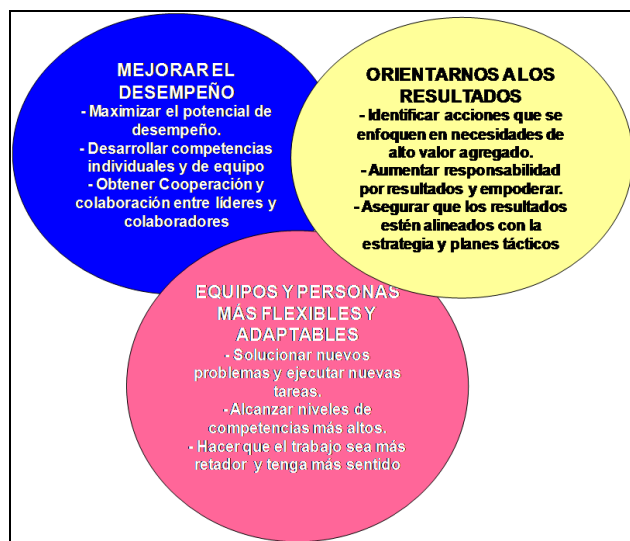 MEJORAR EL
DESEMPEÑO
- Maximizar el potencial de
desempeño.
- Desarrollar competencias
individuales y de equipo
- Obtener Cooperación y
colaboración entre líderes y
colaboradores
ORIENTARNOS A LOS
RESULTADOS
- Identificar acciones que se
enfoquen en necesidades de
alto valor agregado.
- Aumentar responsabilidad
por resultados y empoderar.
- Asegurar que los resultados
estén alineados con la
estrategia y planes tácticos
EQUIPOS Y PERSONAS
MÁS FLEXIBLES Y
ADAPTABLES
- Solucionar nuevos
problemas y ejecutar nuevas
tareas.
- Alcanzar niveles de
competencias más altos.
- Hacer que el trabajo sea más
retador y tenga más sentido